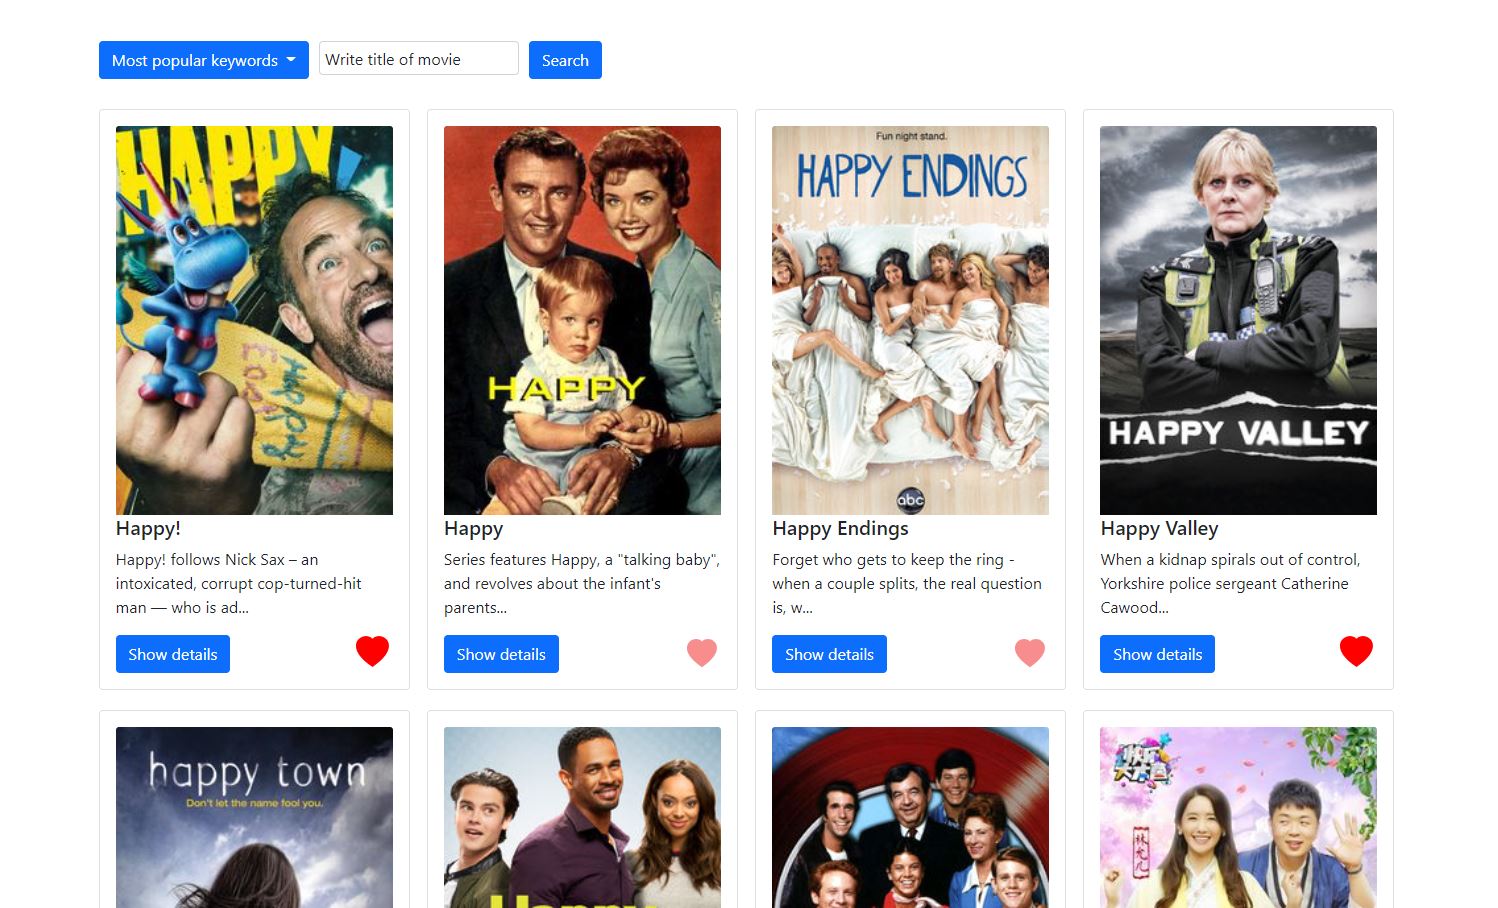 Most popular keywords
Write title of movie
Search
HAPPY!
HAPPY
Fun night stand.
HAPPY ENDINGS
abc
HAPPY VALLEY
Happy!
Happy! follows Nick Sax – an
intoxicated, corrupt cop-turned-hit
man — who is ad...
Show details
Happy
Series features Happy, a "talking baby",
and revolves about the infant's
parents...
Show details
Happy Endings
Forget who gets to keep the ring -
when a couple splits, the real question
is, w...
Show details
Happy Valley
When a kidnap spirals out of control,
Yorkshire police sergeant Catherine
Cawood...
Show details
happy town
Don't let the name fool you.
Happy